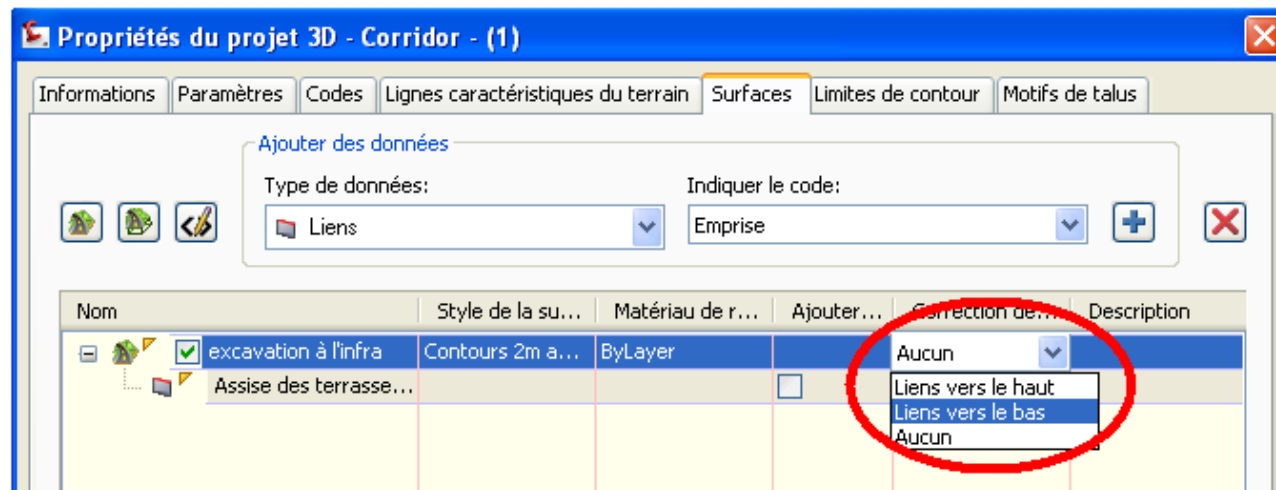 Propriétés du projet 3D - Corridor - (1)
Informations Paramètres Codes Lignes caractéristiques du terrain Surfaces Limites de contour Motifs de talus
Ajouter des données
Type de données: Indiquer le code:
Liens Emprise
Nom Style de la su... Matériau de r... Ajouter... Correction de... Description
excavation à l'infra Contours 2m a... ByLayer Aucun
Assise des terrasse... Liens vers le haut
Liens vers le bas
Aucun